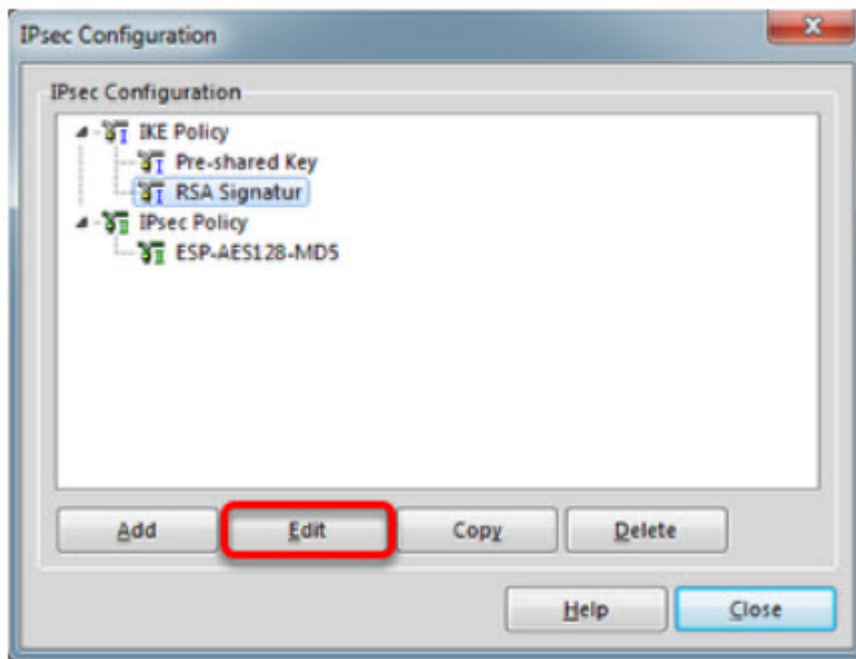 IPsec Configuration
IPsec Configuration
IKE Policy
Pre-shared Key
RSA Signatur
IPsec Policy
ESP-AES128-MD5
Add Edit Copy Delete
Help Close